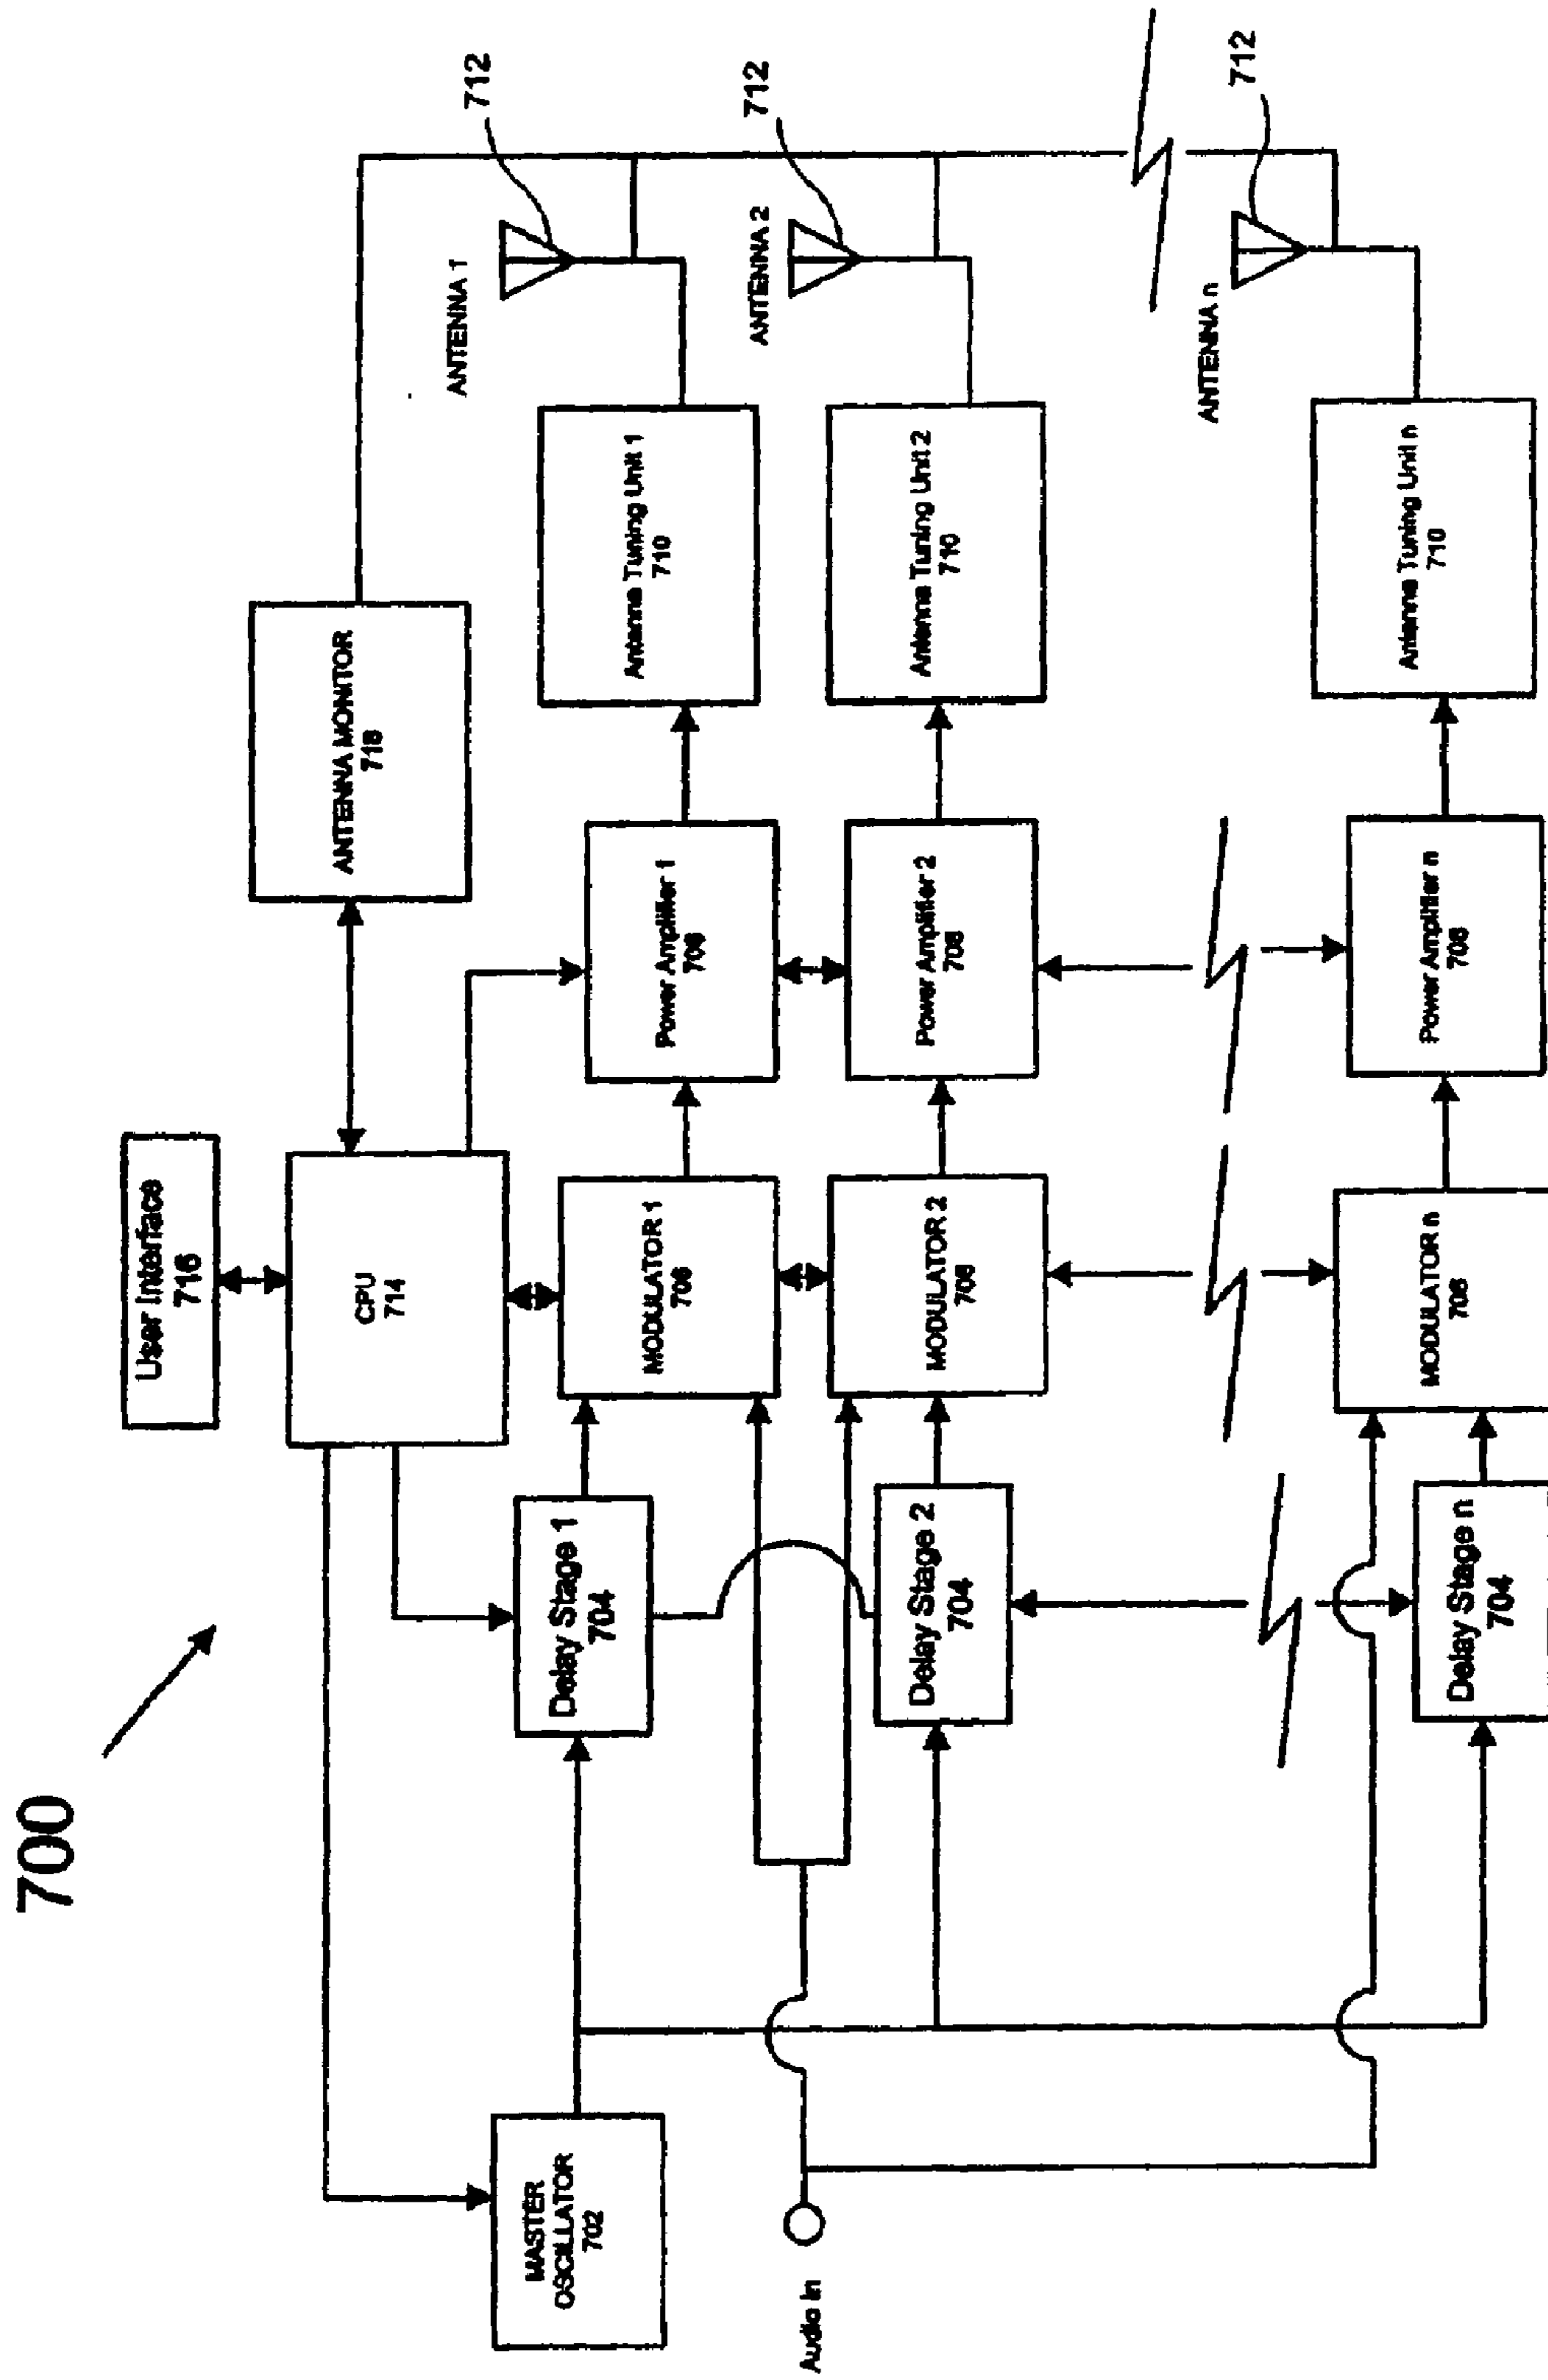 700
User Interface
716
CPU
714
ANTENNA MONITOR
718
MASTER
OSCILLATOR
702
Delay Stage 1
704
MODULATOR 1
706
Power Amplifier 1
708
Antenna Tuning Unit 1
710
ANTENNA 1
712
Audio In
Delay Stage 2
704
MODULATOR 2
706
Power Amplifier 2
708
Antenna Tuning Unit 2
710
ANTENNA 2
712
Delay Stage n
704
MODULATOR n
706
Power Amplifier n
708
Antenna Tuning Unit n
710
ANTENNA n
712